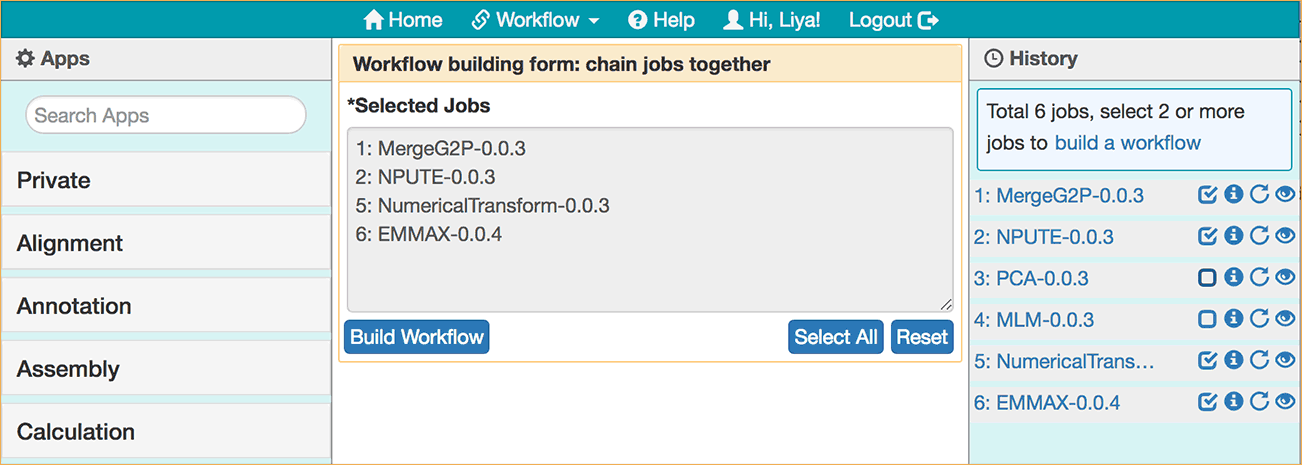 Home Workflow Help Hi, Liya! Logout
Apps
Search Apps
Private
Alignment
Annotation
Assembly
Calculation
Workflow building form: chain jobs together
*Selected Jobs
1: MergeG2P-0.0.3
2: NPUTE-0.0.3
5: NumericalTransform-0.0.3
6: EMMAX-0.0.4
Build Workflow Select All Reset
History
Total 6 jobs, select 2 or more
jobs to build a workflow
1: MergeG2P-0.0.3
2: NPUTE-0.0.3
3: PCA-0.0.3
4: MLM-0.0.3
5: NumericalTrans...
6: EMMAX-0.0.4